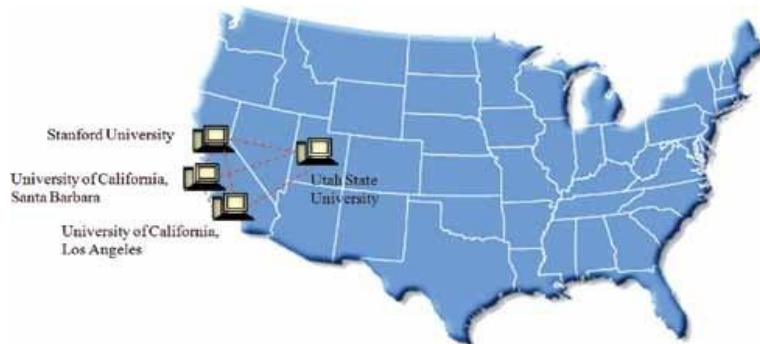 Stanford University
University of California,
Santa Barbara
Utah State
University
University of California,
Los Angeles